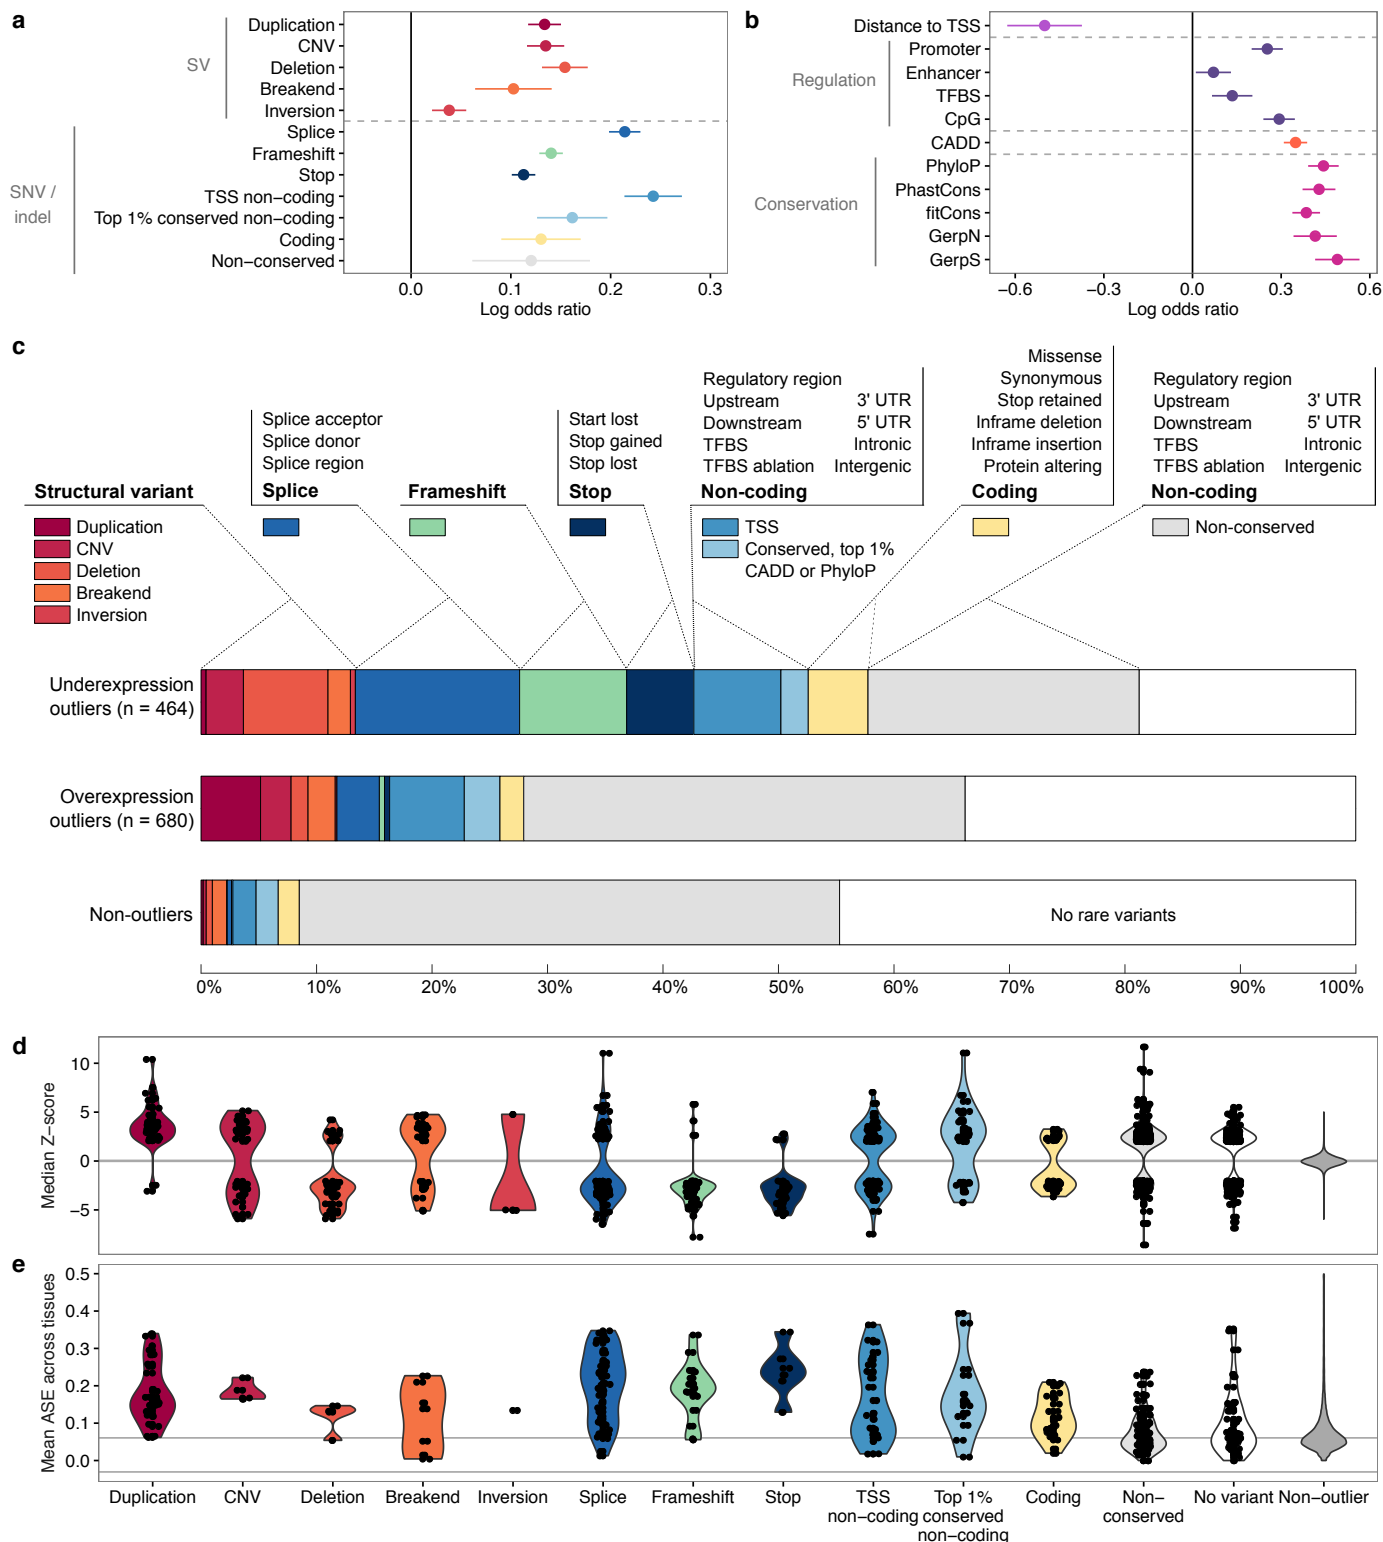 a
SV
Duplication
CNV
Deletion
Breakend
Inversion
SNV /
indel
Splice
Frameshift
Stop
TSS non-coding
Top 1% conserved non-coding
Coding
Non-conserved
0.0 0.1 0.2 0.3
Log odds ratio
b
Distance to TSS
Regulation
Promoter
Enhancer
TFBS
CpG
CADD
Conservation
PhyloP
PhastCons
fitCons
GerpN
GerpS
−0.6 −0.3 0.0 0.3 0.6
Log odds ratio
c
Structural variant
Duplication
CNV
Deletion
Breakend
Inversion
Splice acceptor
Splice donor
Splice region
Splice
Frameshift
Start lost
Stop gained
Stop lost
Stop
Regulatory region
Upstream 3' UTR
Downstream 5' UTR
TFBS Intronic
TFBS ablation Intergenic
Non-coding
TSS
Conserved, top 1%
CADD or PhyloP
Missense
Synonymous
Stop retained
Inframe deletion
Inframe insertion
Protein altering
Coding
Regulatory region
Upstream 3' UTR
Downstream 5' UTR
TFBS Intronic
TFBS ablation Intergenic
Non-coding
Non-conserved
Underexpression
outliers (n = 464)
Overexpression
outliers (n = 680)
Non-outliers
No rare variants
0% 10% 20% 30% 40% 50% 60% 70% 80% 90% 100%
d
Median Z−score
10
5
0
−5
e
Mean ASE across tissues
0.5
0.4
0.3
0.2
0.1
0.0
Duplication CNV Deletion Breakend Inversion Splice Frameshift Stop TSS Top 1% Coding Non− No variant Non−outlier
non−coding conserved conserved
non−coding